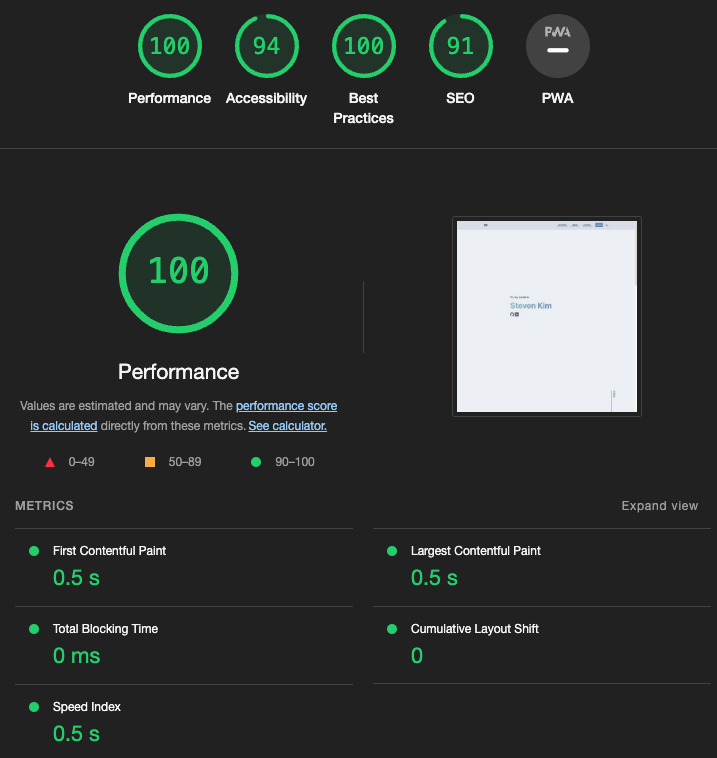 100
94
100
91
PWA
Performance
Accessibility
Best
Practices
SEO
PWA
100
Performance
Values are estimated and may vary. The performance score
is calculated directly from these metrics. See calculator.
0–49
50–89
90–100
Steven Kim
METRICS
Expand view
First Contentful Paint
0.5 s
Largest Contentful Paint
0.5 s
Total Blocking Time
0 ms
Cumulative Layout Shift
0
Speed Index
0.5 s